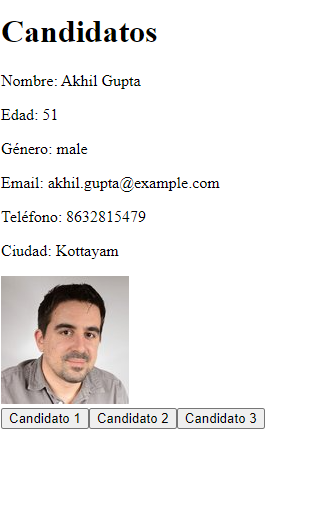 Candidatos
Nombre: Akhil Gupta
Edad: 51
Género: male
Email: akhil.gupta@example.com
Teléfono: 8632815479
Ciudad: Kottayam
Candidato 1 Candidato 2 Candidato 3